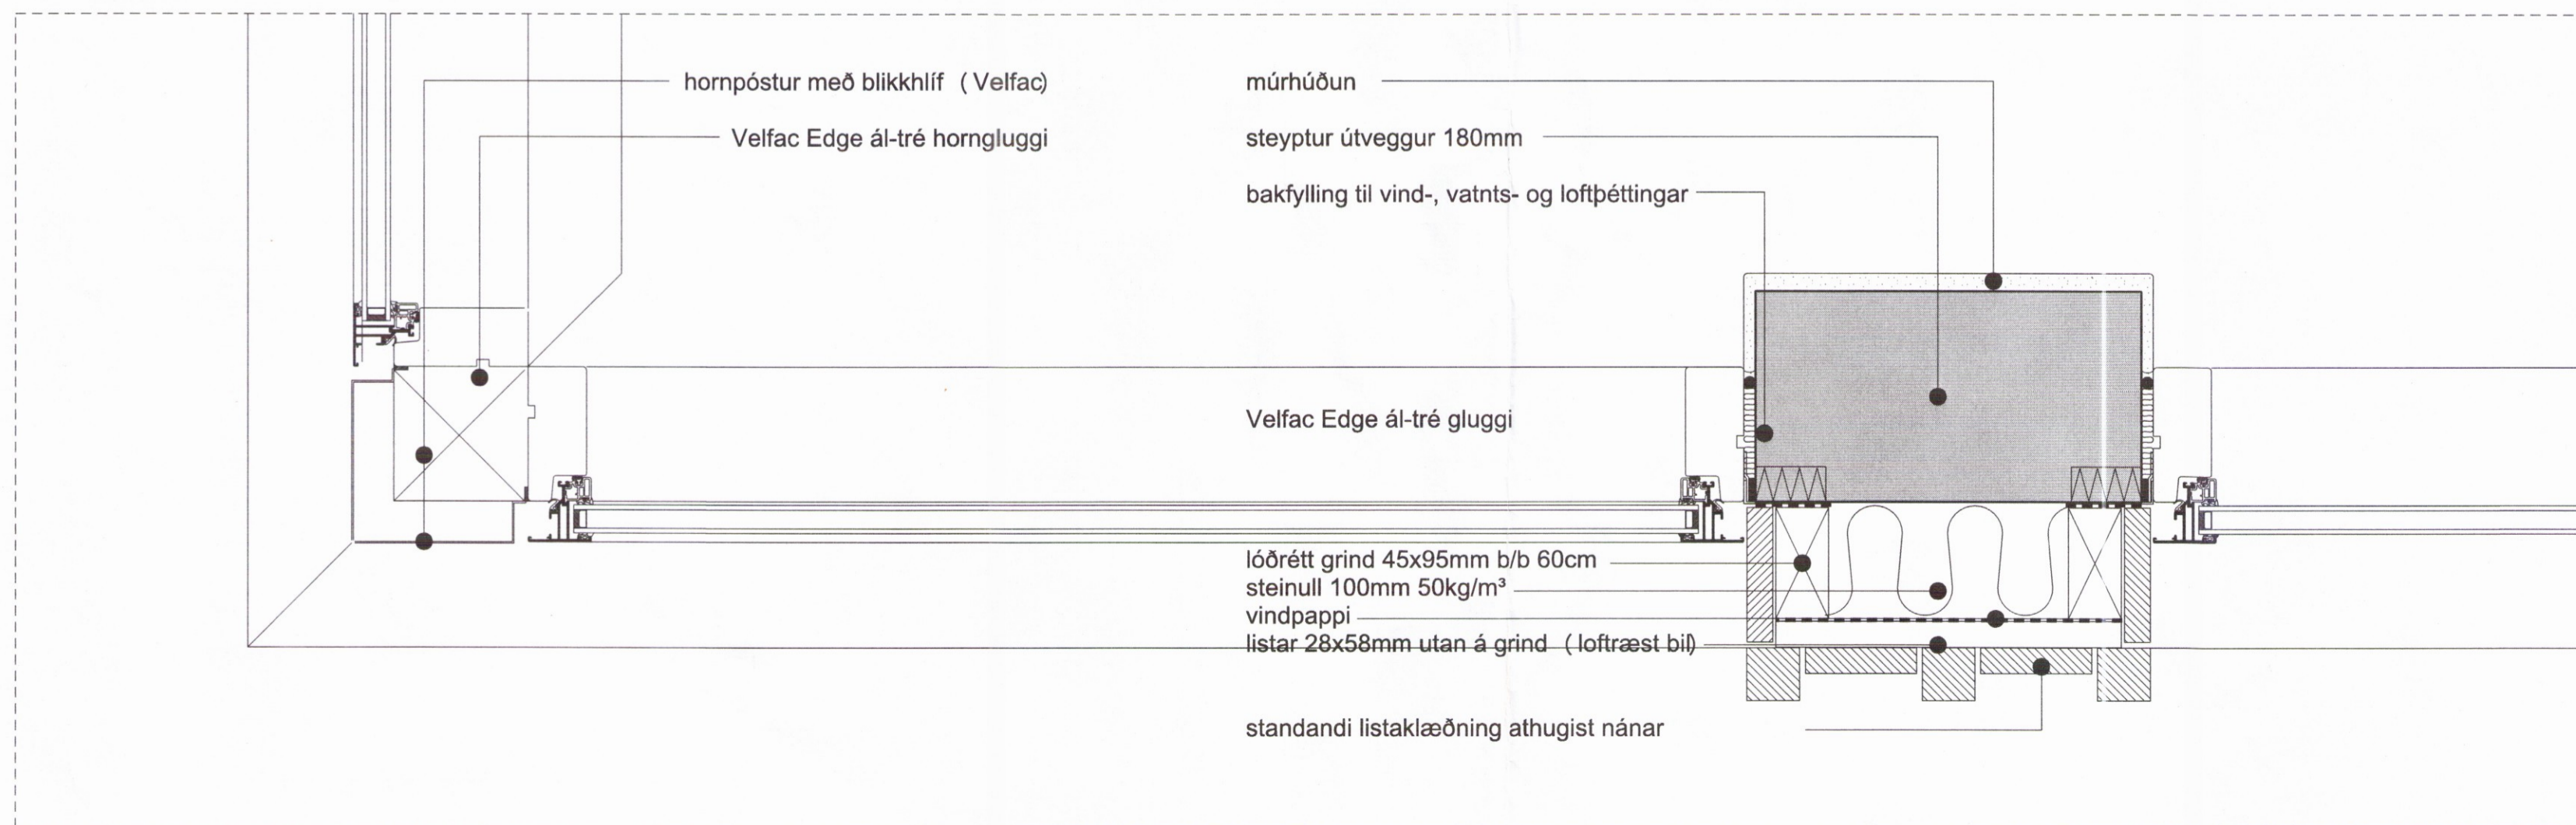 hornpóstur með blikkhlíf ( Velfac)
Velfac Edge ál-tré horngluggi
múrhúðun
steyptur útveggur 180mm
bakfylling til vind-, vatnts- og loftþéttingar
Velfac Edge ál-tré gluggi
lóðrétt grind 45x95mm b/b 60cm
steinull 100mm 50kg/m³
vindpappi
listar 28x58mm utan á grind ( loftræst bil)
standandi listaklæðning athugist nánar